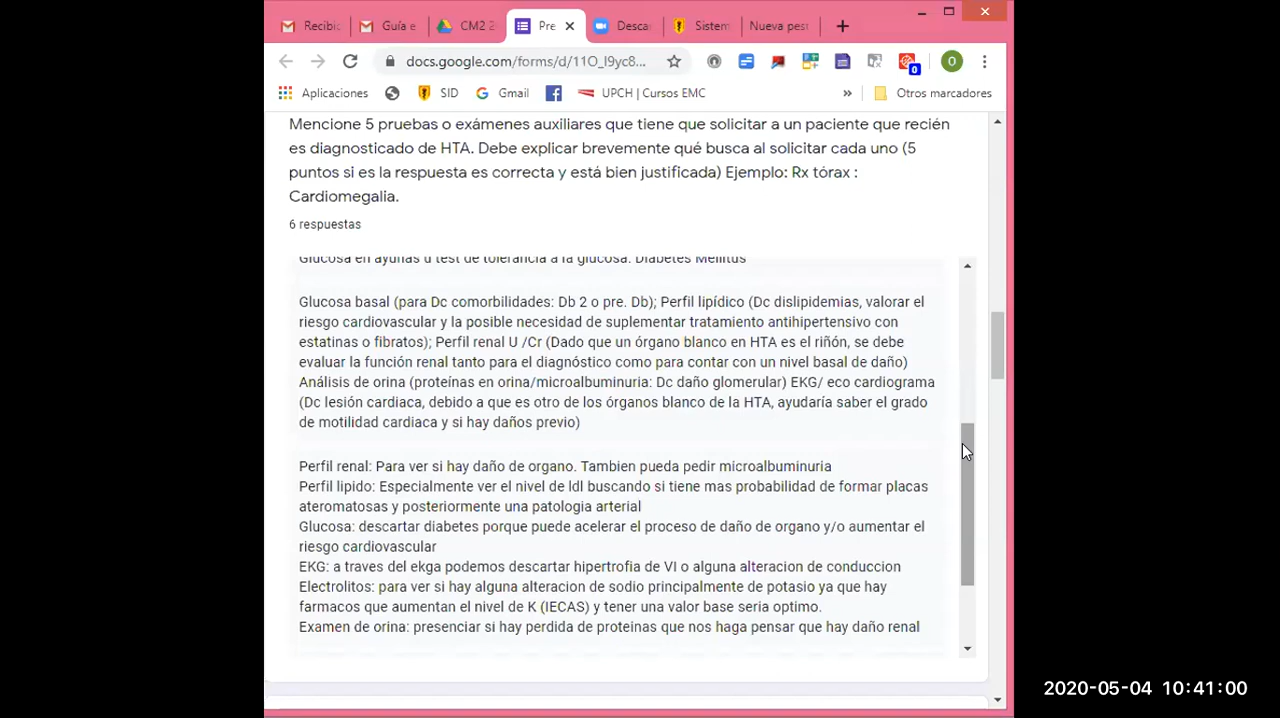 Recibic
Guía e
CM2 2
Pre
Desca
Sistem
Nueva pest
docs.google.com/forms/d/11O_I9yc8...
0
O
Aplicaciones
SID
Gmail
UPCH | Cursos EMC
»
Otros marcadores
Mencione 5 pruebas o exámenes auxiliares que tiene que solicitar a un paciente que recién
es diagnosticado de HTA. Debe explicar brevemente qué busca al solicitar cada uno (5
puntos si es la respuesta es correcta y está bien justificada) Ejemplo: Rx tórax :
Cardiomegalia.
6 respuestas
Glucosa en ayunas u test de tolerancia a la glucosa: Diabetes Mellitus
Glucosa basal (para Dc comorbilidades: Db 2 o pre. Db); Perfil lipídico (Dc dislipidemias, valorar el
riesgo cardiovascular y la posible necesidad de suplementar tratamiento antihipertensivo con
estatinas o fibratos); Perfil renal U /Cr (Dado que un órgano blanco en HTA es el riñón, se debe
evaluar la función renal tanto para el diagnóstico como para contar con un nivel basal de daño)
Análisis de orina (proteínas en orina/microalbuminuria: Dc daño glomerular) EKG/ eco cardiograma
(Dc lesión cardiaca, debido a que es otro de los órganos blanco de la HTA, ayudaría saber el grado
de motilidad cardiaca y si hay daños previo)
Perfil renal: Para ver si hay daño de organo. Tambien pueda pedir microalbuminuria
Perfil lipido: Especialmente ver el nivel de ldl buscando si tiene mas probabilidad de formar placas
ateromatosas y posteriormente una patologia arterial
Glucosa: descartar diabetes porque puede acelerar el proceso de daño de organo y/o aumentar el
riesgo cardiovascular
EKG: a traves del ekga podemos descartar hipertrofia de VI o alguna alteracion de conduccion
Electrolitos: para ver si hay alguna alteracion de sodio principalmente de potasio ya que hay
farmacos que aumentan el nivel de K (IECAS) y tener una valor base seria optimo.
Examen de orina: presenciar si hay perdida de proteinas que nos haga pensar que hay daño renal
2020-05-04 10:41:00